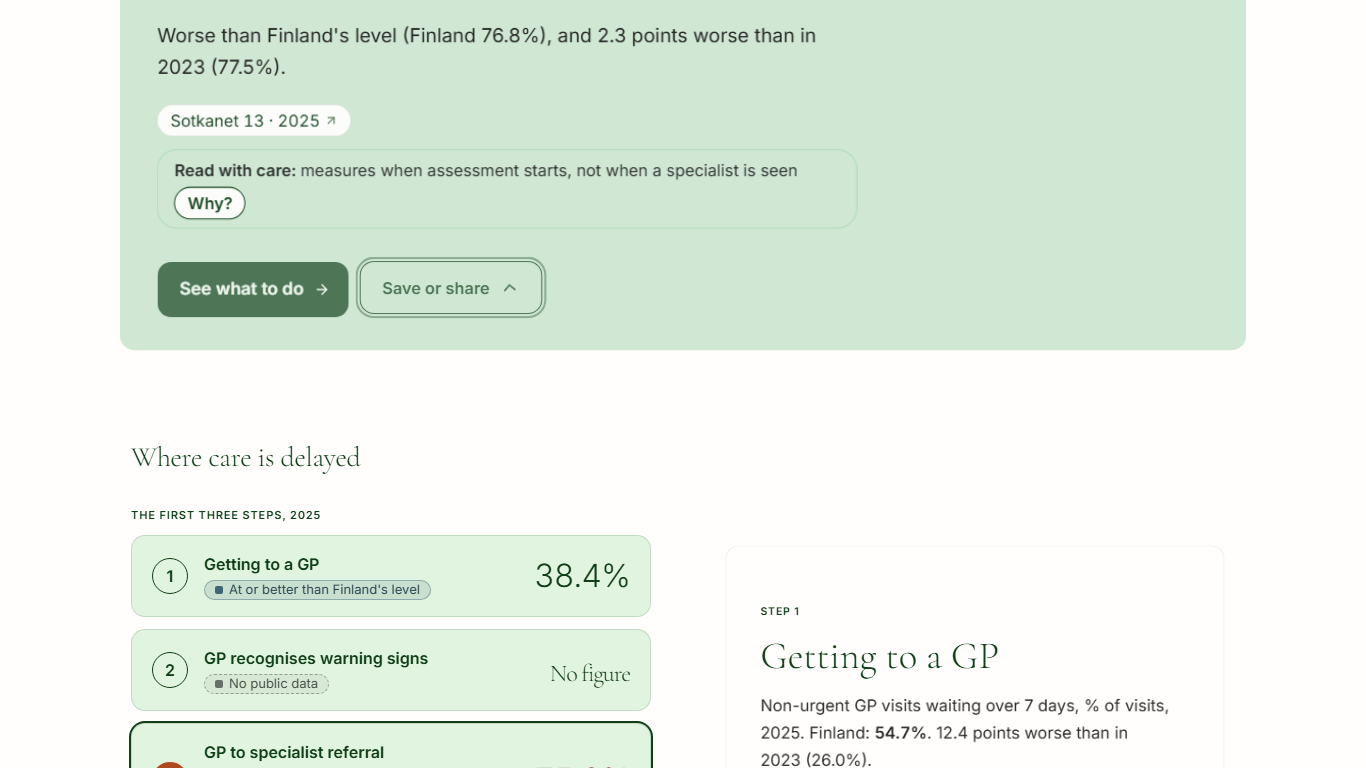 Worse than Finland's level (Finland 76.8%), and 2.3 points worse than in
2023 (77.5%).
Sotkanet 13 · 2025 ↗
Read with care: measures when assessment starts, not when a specialist is seen
Why?
See what to do →
Save or share
Where care is delayed
THE FIRST THREE STEPS, 2025
1
Getting to a GP
At or better than Finland's level
38.4%
2
GP recognises warning signs
No public data
No figure
GP to specialist referral
STEP 1
Getting to a GP
Non-urgent GP visits waiting over 7 days, % of visits,
2025. Finland: 54.7%. 12.4 points worse than in
2023 (26.0%).